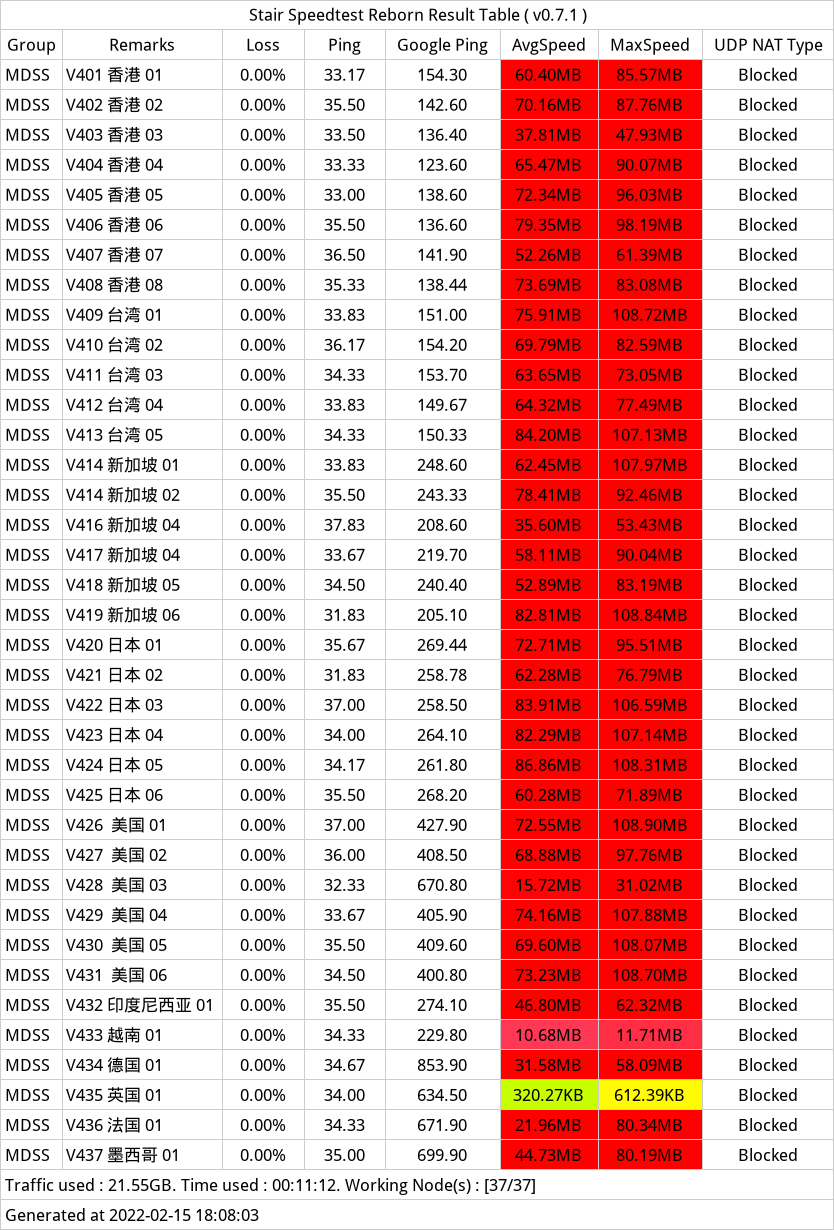 Stair Speedtest Reborn Result Table ( v0.7.1 )
Group Remarks Loss Ping Google Ping AvgSpeed MaxSpeed UDP NAT Type
MDSS V401 香港 01 0.00% 33.17 154.30 60.40MB 85.57MB Blocked
MDSS V402 香港 02 0.00% 35.50 142.60 70.16MB 87.76MB Blocked
MDSS V403 香港 03 0.00% 33.50 136.40 37.81MB 47.93MB Blocked
MDSS V404 香港 04 0.00% 33.33 123.60 65.47MB 90.07MB Blocked
MDSS V405 香港 05 0.00% 33.00 138.60 72.34MB 96.03MB Blocked
MDSS V406 香港 06 0.00% 35.50 136.60 79.35MB 98.19MB Blocked
MDSS V407 香港 07 0.00% 36.50 141.90 52.26MB 61.39MB Blocked
MDSS V408 香港 08 0.00% 35.33 138.44 73.69MB 83.08MB Blocked
MDSS V409 台湾 01 0.00% 33.83 151.00 75.91MB 108.72MB Blocked
MDSS V410 台湾 02 0.00% 36.17 154.20 69.79MB 82.59MB Blocked
MDSS V411 台湾 03 0.00% 34.33 153.70 63.65MB 73.05MB Blocked
MDSS V412 台湾 04 0.00% 33.83 149.67 64.32MB 77.49MB Blocked
MDSS V413 台湾 05 0.00% 34.33 150.33 84.20MB 107.13MB Blocked
MDSS V414 新加坡 01 0.00% 33.83 248.60 62.45MB 107.97MB Blocked
MDSS V414 新加坡 02 0.00% 35.50 243.33 78.41MB 92.46MB Blocked
MDSS V416 新加坡 04 0.00% 37.83 208.60 35.60MB 53.43MB Blocked
MDSS V417 新加坡 04 0.00% 33.67 219.70 58.11MB 90.04MB Blocked
MDSS V418 新加坡 05 0.00% 34.50 240.40 52.89MB 83.19MB Blocked
MDSS V419 新加坡 06 0.00% 31.83 205.10 82.81MB 108.84MB Blocked
MDSS V420 日本 01 0.00% 35.67 269.44 72.71MB 95.51MB Blocked
MDSS V421 日本 02 0.00% 31.83 258.78 62.28MB 76.79MB Blocked
MDSS V422 日本 03 0.00% 37.00 258.50 83.91MB 106.59MB Blocked
MDSS V423 日本 04 0.00% 34.00 264.10 82.29MB 107.14MB Blocked
MDSS V424 日本 05 0.00% 34.17 261.80 86.86MB 108.31MB Blocked
MDSS V425 日本 06 0.00% 35.50 268.20 60.28MB 71.89MB Blocked
MDSS V426 美国 01 0.00% 37.00 427.90 72.55MB 108.90MB Blocked
MDSS V427 美国 02 0.00% 36.00 408.50 68.88MB 97.76MB Blocked
MDSS V428 美国 03 0.00% 32.33 670.80 15.72MB 31.02MB Blocked
MDSS V429 美国 04 0.00% 33.67 405.90 74.16MB 107.88MB Blocked
MDSS V430 美国 05 0.00% 35.50 409.60 69.60MB 108.07MB Blocked
MDSS V431 美国 06 0.00% 34.50 400.80 73.23MB 108.70MB Blocked
MDSS V432 印度尼西亚 01 0.00% 35.50 274.10 46.80MB 62.32MB Blocked
MDSS V433 越南 01 0.00% 34.33 229.80 10.68MB 11.71MB Blocked
MDSS V434 德国 01 0.00% 34.67 853.90 31.58MB 58.09MB Blocked
MDSS V435 英国 01 0.00% 34.00 634.50 320.27KB 612.39KB Blocked
MDSS V436 法国 01 0.00% 34.33 671.90 21.96MB 80.34MB Blocked
MDSS V437 墨西哥 01 0.00% 35.00 699.90 44.73MB 80.19MB Blocked
Traffic used : 21.55GB. Time used : 00:11:12. Working Node(s) : [37/37]
Generated at 2022-02-15 18:08:03